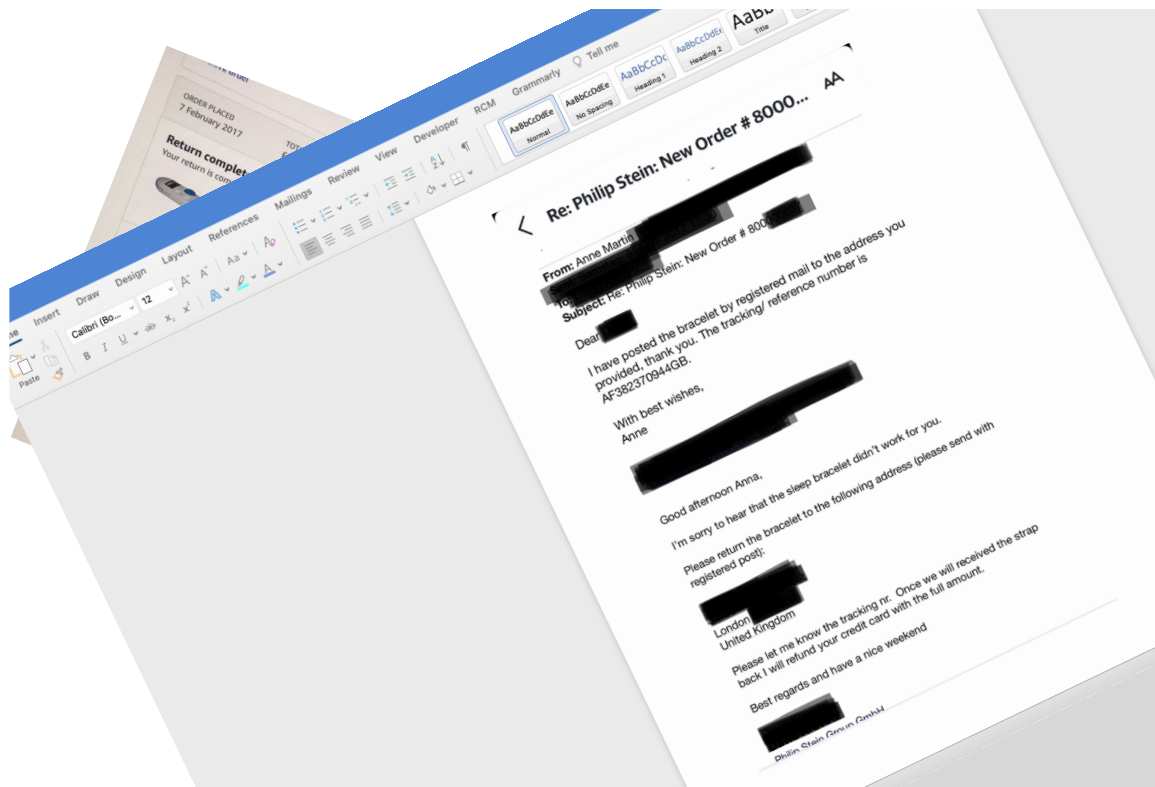 ORDER PLACED
7 February 2017
Return complet
Your return is com
Insert
Draw
Design
Layout
References
Mailings
Review
View
Developer
RCM
Grammarly
Tell me
Paste
Calibri (Bo...
12
Aa
B I U ab x₂ x²
AaBbCcDdEe
Normal
AaBbCcDdEe
No Spacing
AaBbCcDc
Heading 1
AaBbCcDdEe
Heading 2
AaBb
Title
AA
Re: Philip Stein: New Order # 8000...
From: Anne Martin
To:
Subject: Re: Philip Stein: New Order # 800
Dear
I have posted the bracelet by registered mail to the address you
provided, thank you. The tracking/ reference number is
AF382370944GB.
With best wishes,
Anne
Good afternoon Anna,
I'm sorry to hear that the sleep bracelet didn't work for you.
Please return the bracelet to the following address (please send with
registered post):
London
United Kingdom
Please let me know the tracking nr. Once we will received the strap
back I will refund your credit card with the full amount.
Best regards and have a nice weekend
Philip Stein Group GmbH